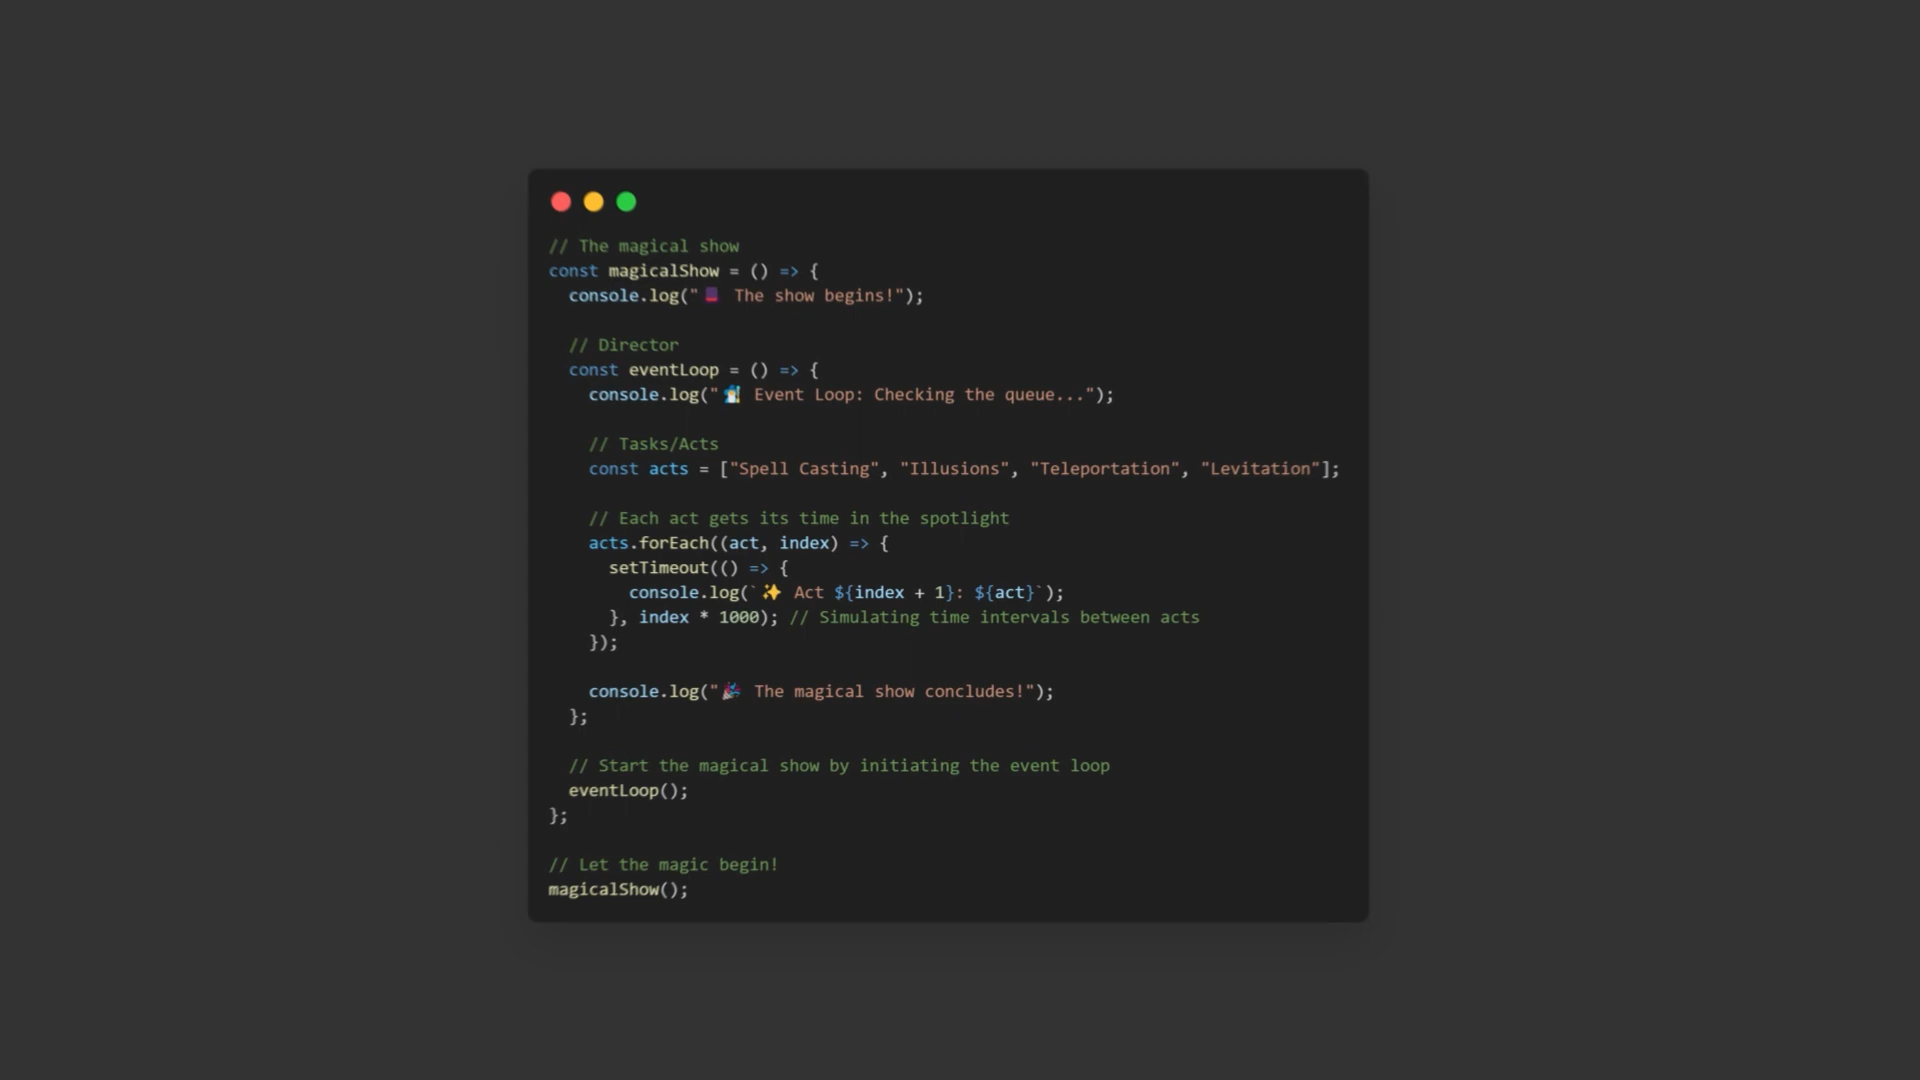 // The magical show
const magicalShow = () => {
console.log("🎩 The show begins!");
// Director
const eventLoop = () => {
console.log("🧙‍♂️ Event Loop: Checking the queue...");
// Tasks/Acts
const acts = ["Spell Casting", "Illusions", "Teleportation", "Levitation"];
// Each act gets its time in the spotlight
acts.forEach((act, index) => {
setTimeout(() => {
console.log(`✨ Act ${index + 1}: ${act}`);
}, index * 1000); // Simulating time intervals between acts
});
console.log("🎉 The magical show concludes!");
};
// Start the magical show by initiating the event loop
eventLoop();
};
// Let the magic begin!
magicalShow();